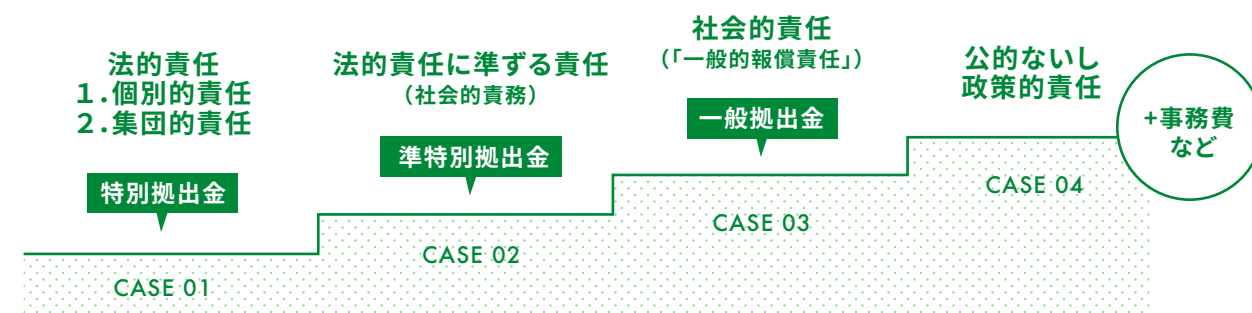 法的責任
１.個別的責任
２.集団的責任
特別拠出金
CASE 01
法的責任に準ずる責任
（社会的責務）
準特別拠出金
CASE 02
社会的責任
（「一般的報償責任」）
一般拠出金
CASE 03
公的ないし
政策的責任
CASE 04
+事務費
など